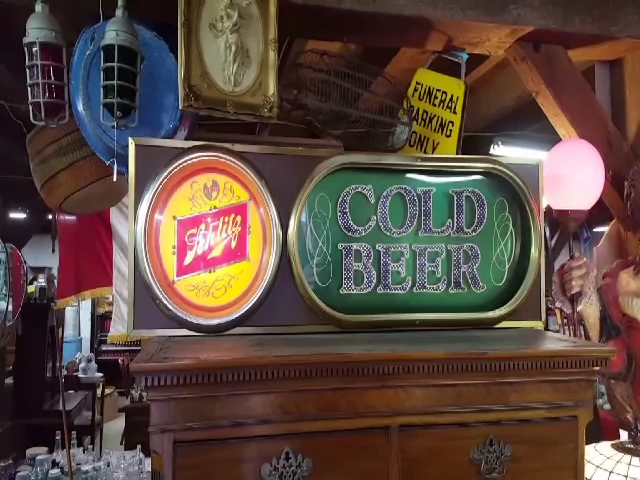 FUNERAL
PARKING
ONLY
Schlitz
COLD
BEER